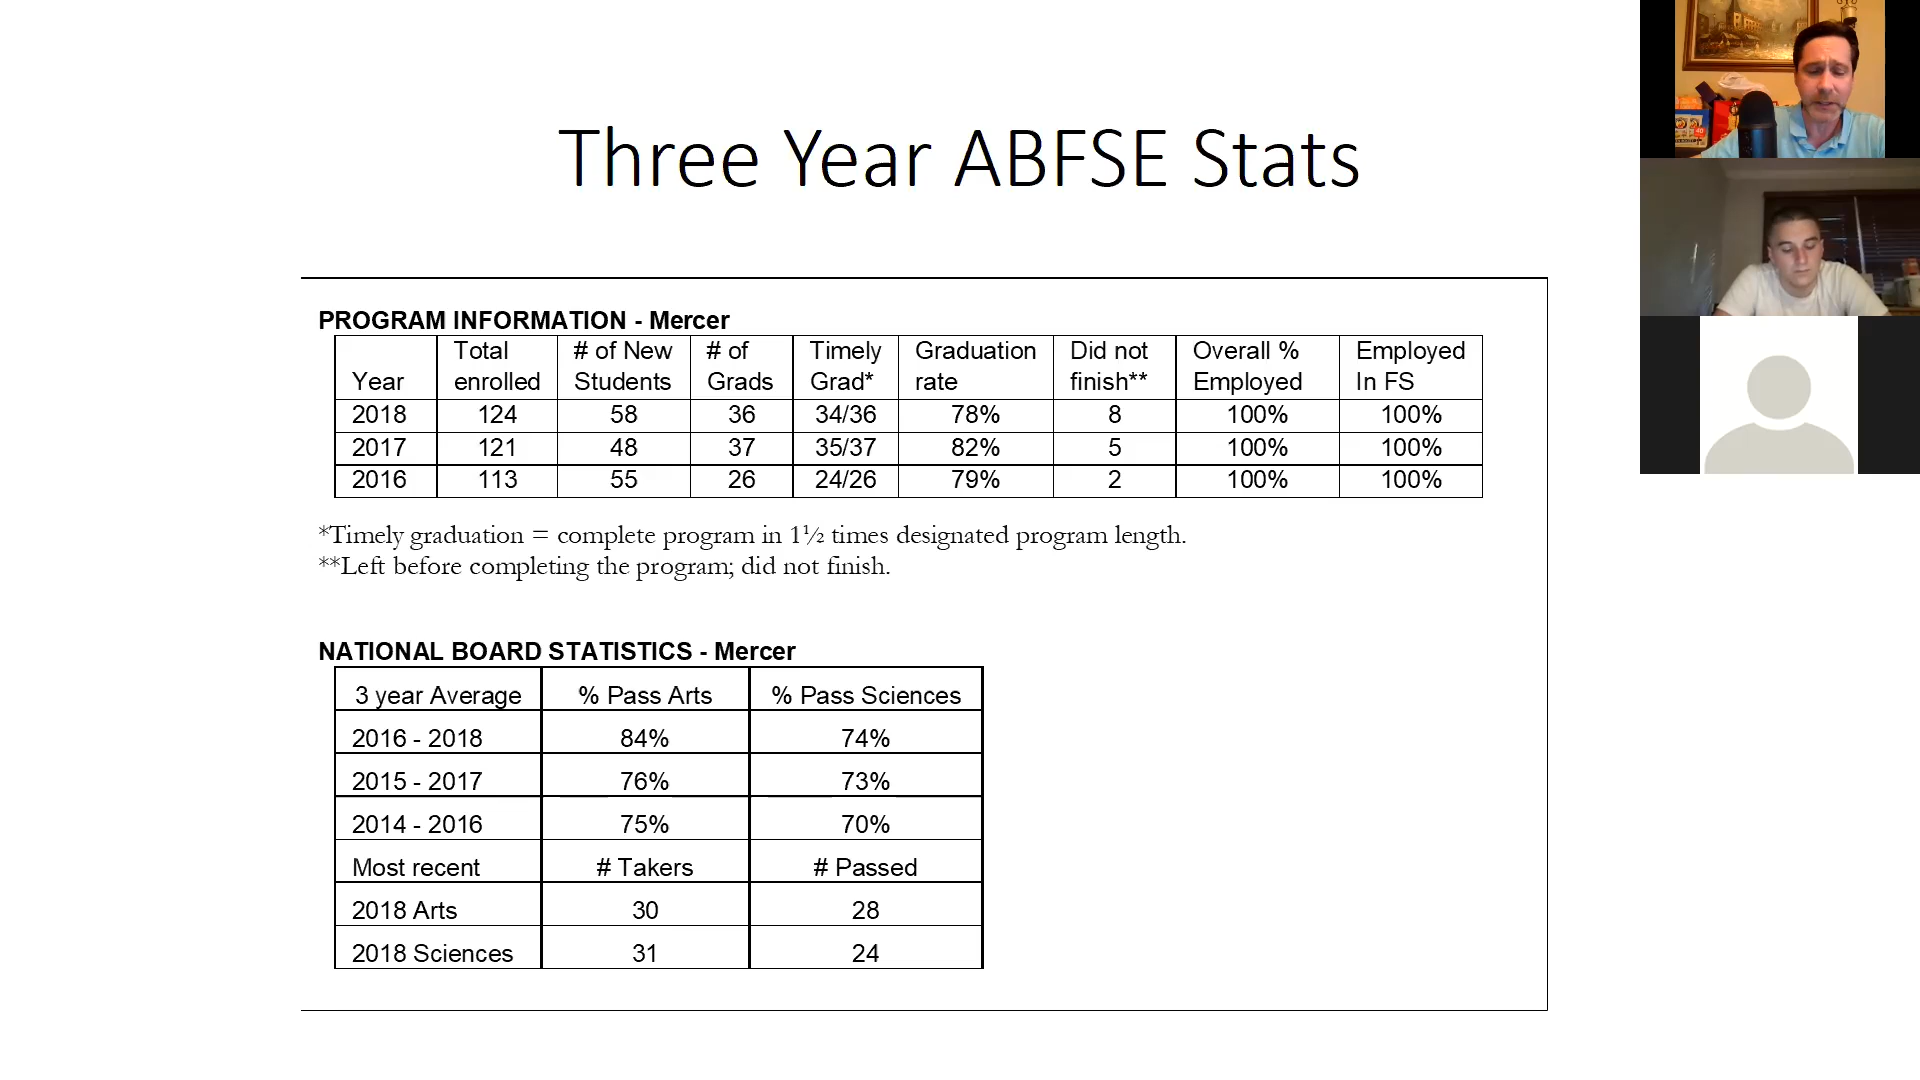 Three Year ABFSE Stats
PROGRAM INFORMATION - Mercer
Year Total enrolled # of New Students # of Grads Timely Grad* Graduation rate Did not finish** Overall % Employed Employed In FS
2018 124 58 36 34/36 78% 8 100% 100%
2017 121 48 37 35/37 82% 5 100% 100%
2016 113 55 26 24/26 79% 2 100% 100%
*Timely graduation = complete program in 1½ times designated program length.
**Left before completing the program; did not finish.
NATIONAL BOARD STATISTICS - Mercer
3 year Average % Pass Arts % Pass Sciences
2016 - 2018 84% 74%
2015 - 2017 76% 73%
2014 - 2016 75% 70%
Most recent # Takers # Passed
2018 Arts 30 28
2018 Sciences 31 24